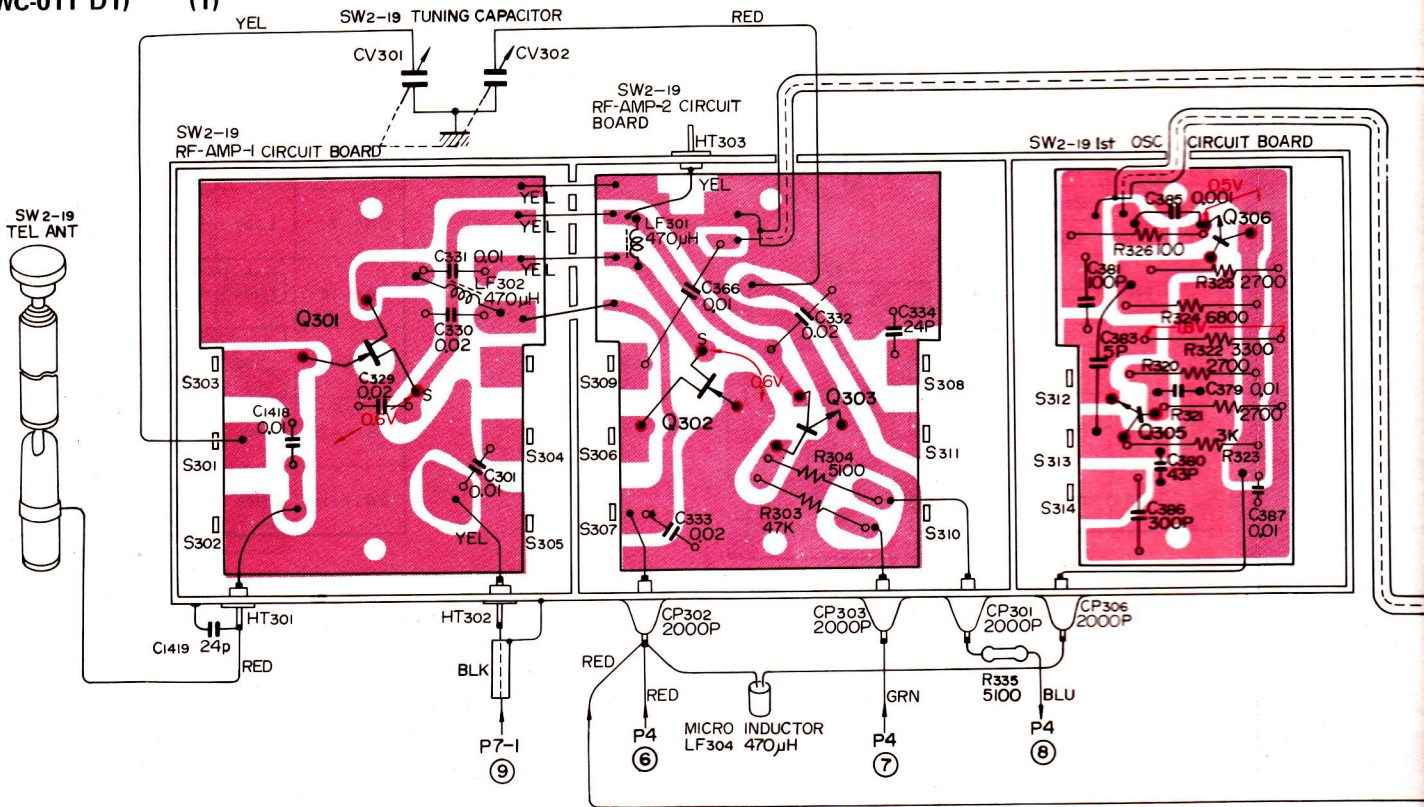 WC-011 D1) (1)
YEL
SW2-19 TUNING CAPACITOR
RED
CV301
CV302
SW2-19
RF-AMP-1 CIRCUIT BOARD
SW2-19
RF-AMP-2 CIRCUIT
BOARD
HT303
SW2-19 1st OSC CIRCUIT BOARD
SW2-19
TEL ANT
YEL
YEL
YEL
YEL
LF301
470μH
C331 0.01
LF302
470μH
C330
0.02
Q301
C329
0.02
S
0.6V
C1418
0.01
C301
0.01
YEL
S303
S301
S302
S304
S305
C366
0.01
C332
0.02
C334
24P
S
0.6V
Q302
Q303
R304
5100
R303
47K
C333
0.02
S309
S306
S307
S308
S311
S310
C385 0.001
0.5V
Q306
R326 100
C381
100P
R325 2700
R324 6800
1.8V
C383
5P
R322 3300
R320 2700
C379 0.01
R321 2700
Q305
3K
R323
C380
43P
C386
300P
C387
0.01
S312
S313
S314
C1419 24p
HT301
RED
HT302
BLK
P7-1
9
CP302
2000P
RED
RED
P4
6
MICRO INDUCTOR
LF304 470μH
CP303
2000P
GRN
P4
7
CP301
2000P
R335
5100
BLU
P4
8
CP306
2000P